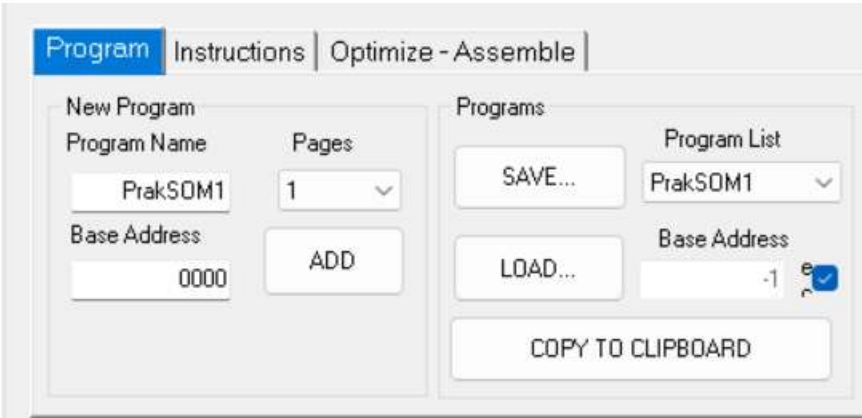 Program Instructions Optimize - Assemble
New Program
Program Name Pages
PrakSOM1 1
Base Address
0000 ADD
Programs
Program List
SAVE... PrakSOM1
Base Address
LOAD... -1
COPY TO CLIPBOARD